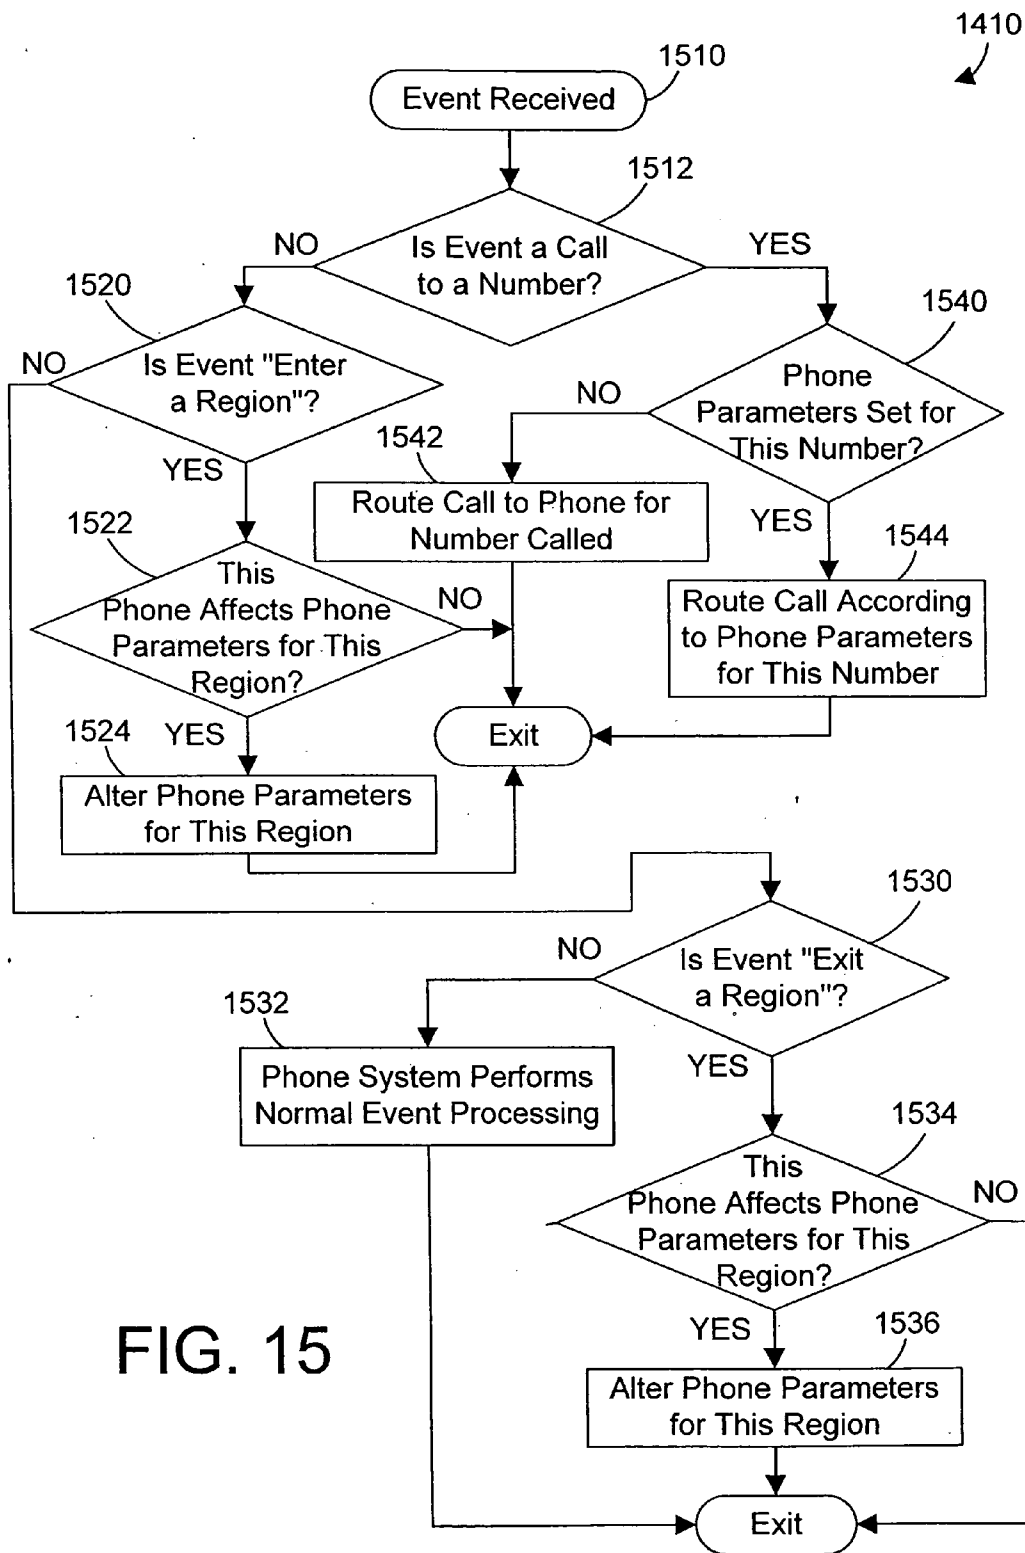 1410
1510
Event Received
1512
Is Event a Call
to a Number?
NO
YES
1520
Is Event "Enter
a Region"?
NO
YES
1540
Phone
Parameters Set for
This Number?
NO
YES
1542
Route Call to Phone for
Number Called
1544
Route Call According
to Phone Parameters
for This Number
1522
This
Phone Affects Phone
Parameters for This
Region?
NO
YES
1524
Alter Phone Parameters
for This Region
Exit
1530
Is Event "Exit
a Region"?
NO
YES
1532
Phone System Performs
Normal Event Processing
1534
This
Phone Affects Phone
Parameters for This
Region?
NO
YES
1536
Alter Phone Parameters
for This Region
Exit
FIG. 15